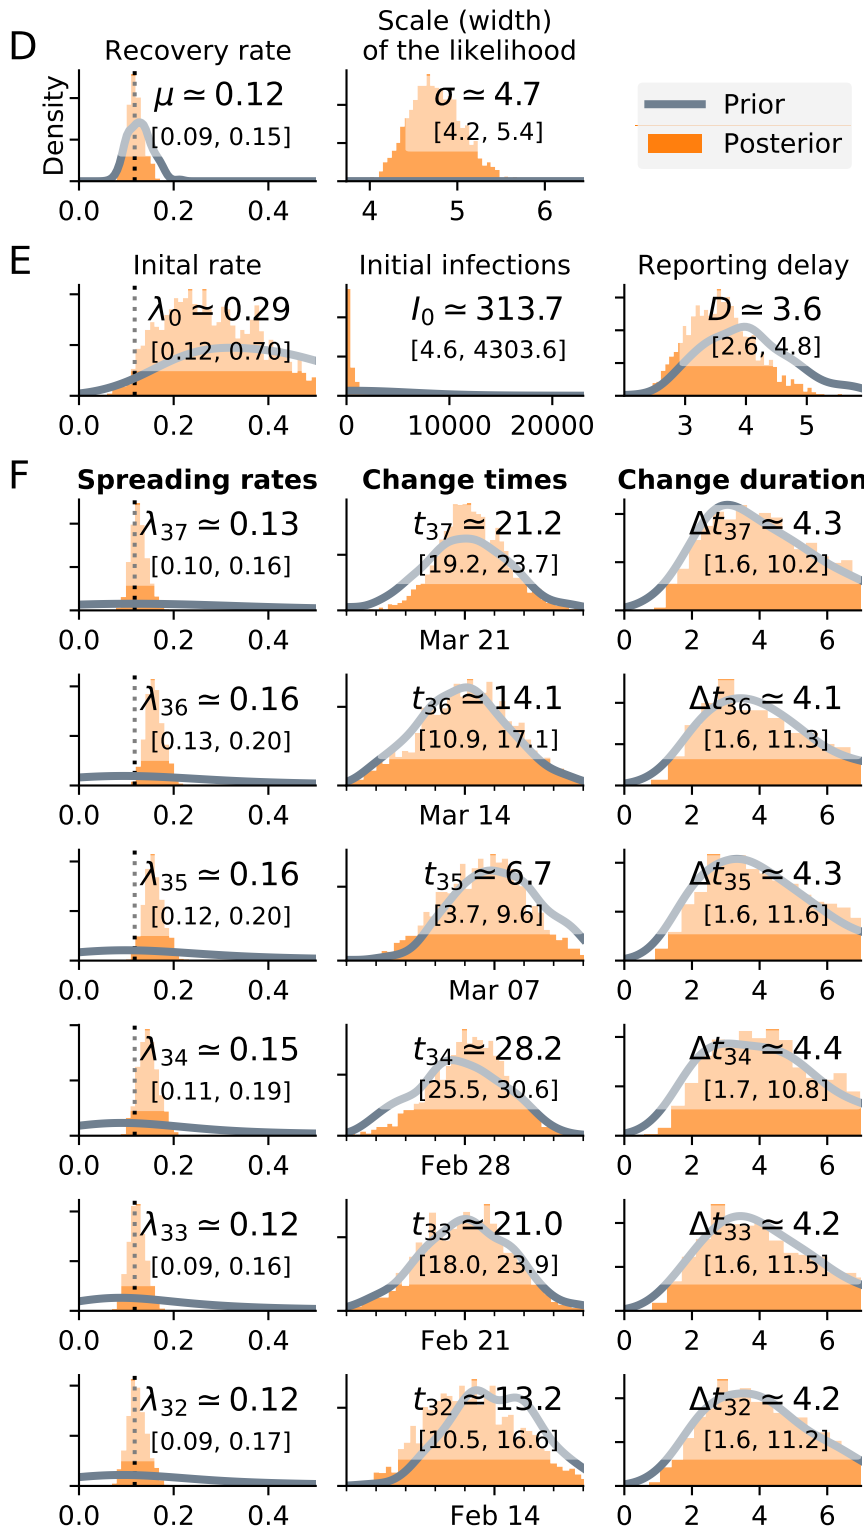 D
Recovery rate
Scale (width)
of the likelihood
Density
μ ≃ 0.12
[0.09, 0.15]
0.0 0.2 0.4
σ ≃ 4.7
[4.2, 5.4]
4 5 6
Prior
Posterior
E
Inital rate
λ0 ≃ 0.29
[0.12, 0.70]
0.0 0.2 0.4
Initial infections
I0 ≃ 313.7
[4.6, 4303.6]
0 10000 20000
Reporting delay
D ≃ 3.6
[2.6, 4.8]
3 4 5
F
Spreading rates
Change times
Change duration
λ37 ≃ 0.13
[0.10, 0.16]
0.0 0.2 0.4
t37 ≃ 21.2
[19.2, 23.7]
Mar 21
Δt37 ≃ 4.3
[1.6, 10.2]
0 2 4 6
λ36 ≃ 0.16
[0.13, 0.20]
0.0 0.2 0.4
t36 ≃ 14.1
[10.9, 17.1]
Mar 14
Δt36 ≃ 4.1
[1.6, 11.3]
0 2 4 6
λ35 ≃ 0.16
[0.12, 0.20]
0.0 0.2 0.4
t35 ≃ 6.7
[3.7, 9.6]
Mar 07
Δt35 ≃ 4.3
[1.6, 11.6]
0 2 4 6
λ34 ≃ 0.15
[0.11, 0.19]
0.0 0.2 0.4
t34 ≃ 28.2
[25.5, 30.6]
Feb 28
Δt34 ≃ 4.4
[1.7, 10.8]
0 2 4 6
λ33 ≃ 0.12
[0.09, 0.16]
0.0 0.2 0.4
t33 ≃ 21.0
[18.0, 23.9]
Feb 21
Δt33 ≃ 4.2
[1.6, 11.5]
0 2 4 6
λ32 ≃ 0.12
[0.09, 0.17]
0.0 0.2 0.4
t32 ≃ 13.2
[10.5, 16.6]
Feb 14
Δt32 ≃ 4.2
[1.6, 11.2]
0 2 4 6